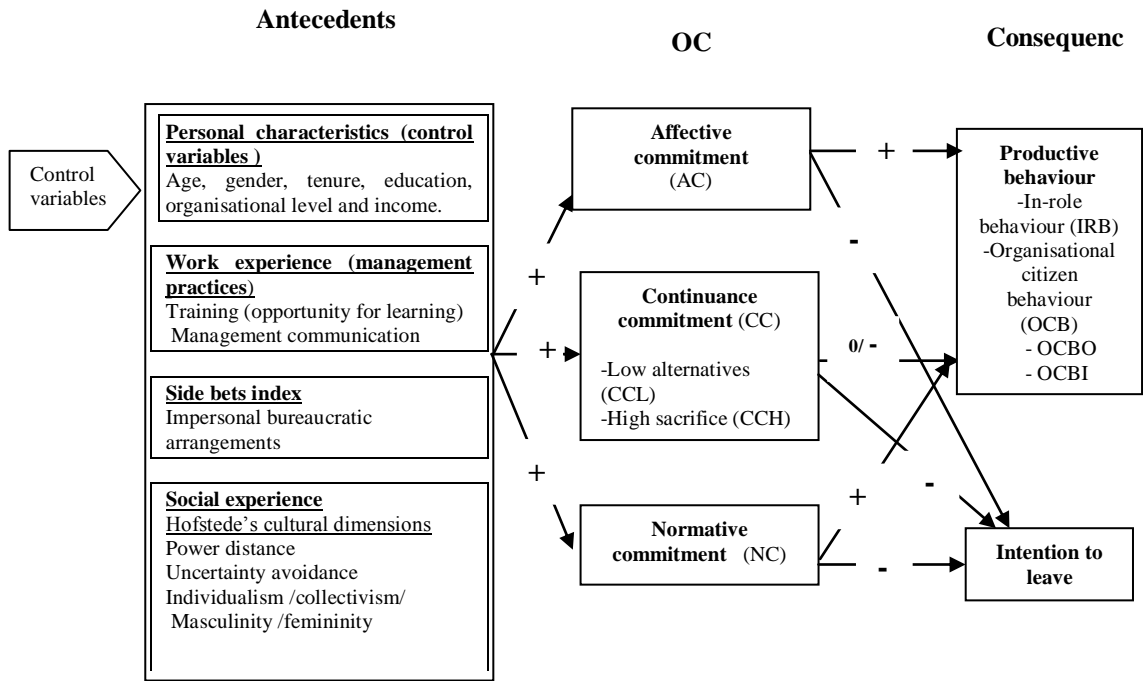 Antecedents
OC
Consequenc
Control
variables
Personal characteristics (control
variables )
Age, gender, tenure, education,
organisational level and income.
Work experience (management
practices)
Training (opportunity for learning)
Management communication
Side bets index
Impersonal bureaucratic
arrangements
Social experience
Hofstede's cultural dimensions
Power distance
Uncertainty avoidance
Individualism /collectivism/
Masculinity /femininity
+
+
+
Affective
commitment
(AC)
Continuance
commitment (CC)
-Low alternatives
(CCL)
-High sacrifice (CCH)
Normative
commitment (NC)
+
-
0/ -
-
+
-
Productive
behaviour
-In-role
behaviour (IRB)
-Organisational
citizen
behaviour
(OCB)
- OCBO
- OCBI
Intention to
leave